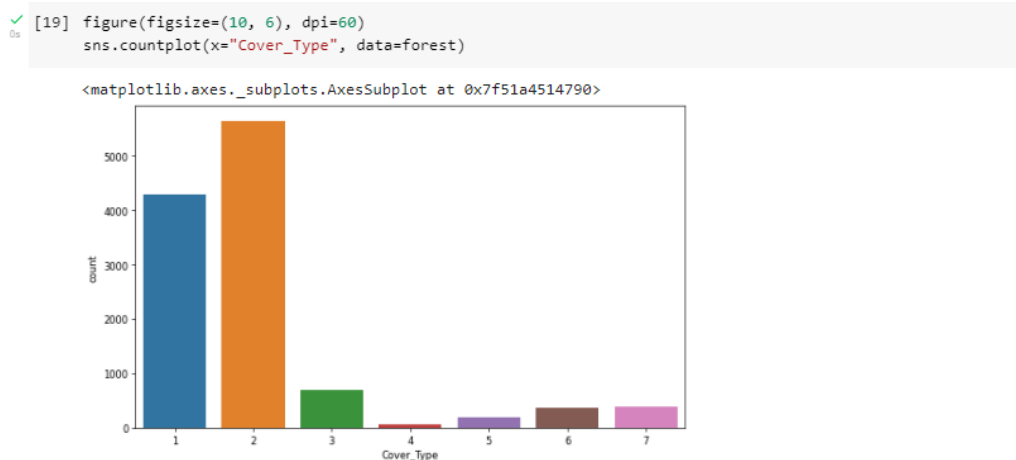 [19] figure(figsize=(10, 6), dpi=60)
sns.countplot(x="Cover_Type", data=forest)
0s
<matplotlib.axes._subplots.AxesSubplot at 0x7f51a4514790>
5000
4000
3000
2000
1000
0
count
1 2 3 4 5 6 7
Cover_Type